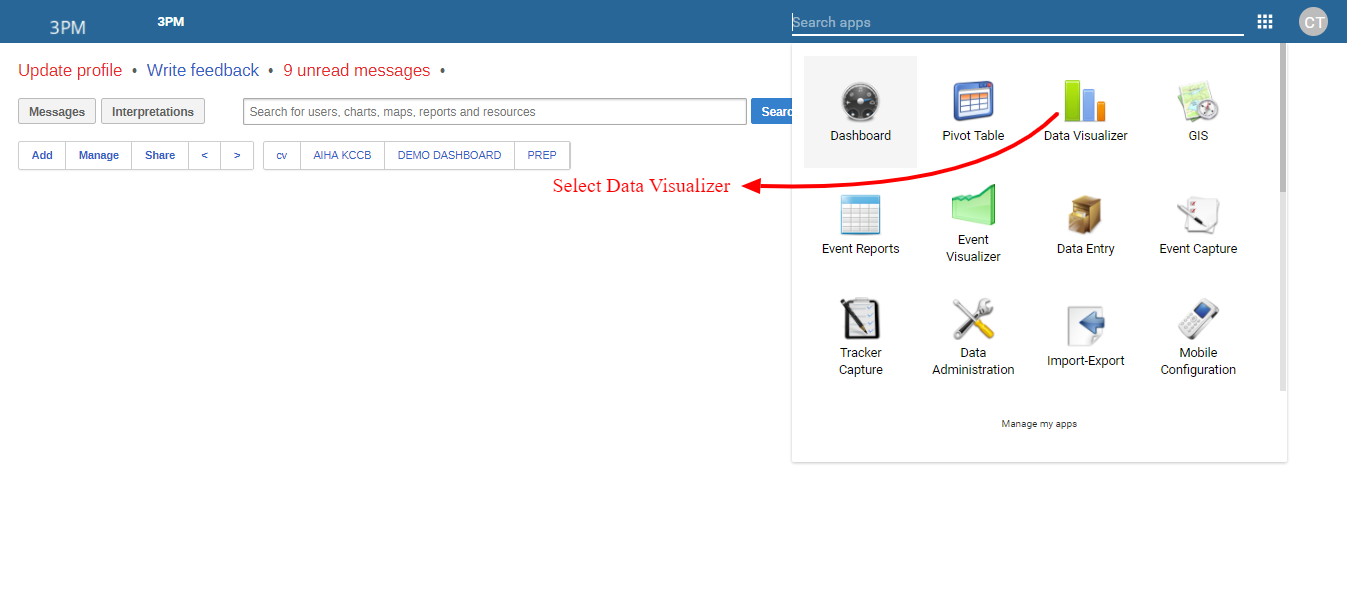 3PM
3PM
Search apps
CT
Update profile • Write feedback • 9 unread messages •
Messages
Interpretations
Search for users, charts, maps, reports and resources
Searc
Add
Manage
Share
<
>
cv
AIHA KCCB
DEMO DASHBOARD
PREP
Select Data Visualizer
Dashboard
Pivot Table
Data Visualizer
GIS
Event Reports
Event
Visualizer
Data Entry
Event Capture
Tracker
Capture
Data
Administration
Import-Export
Mobile
Configuration
Manage my apps